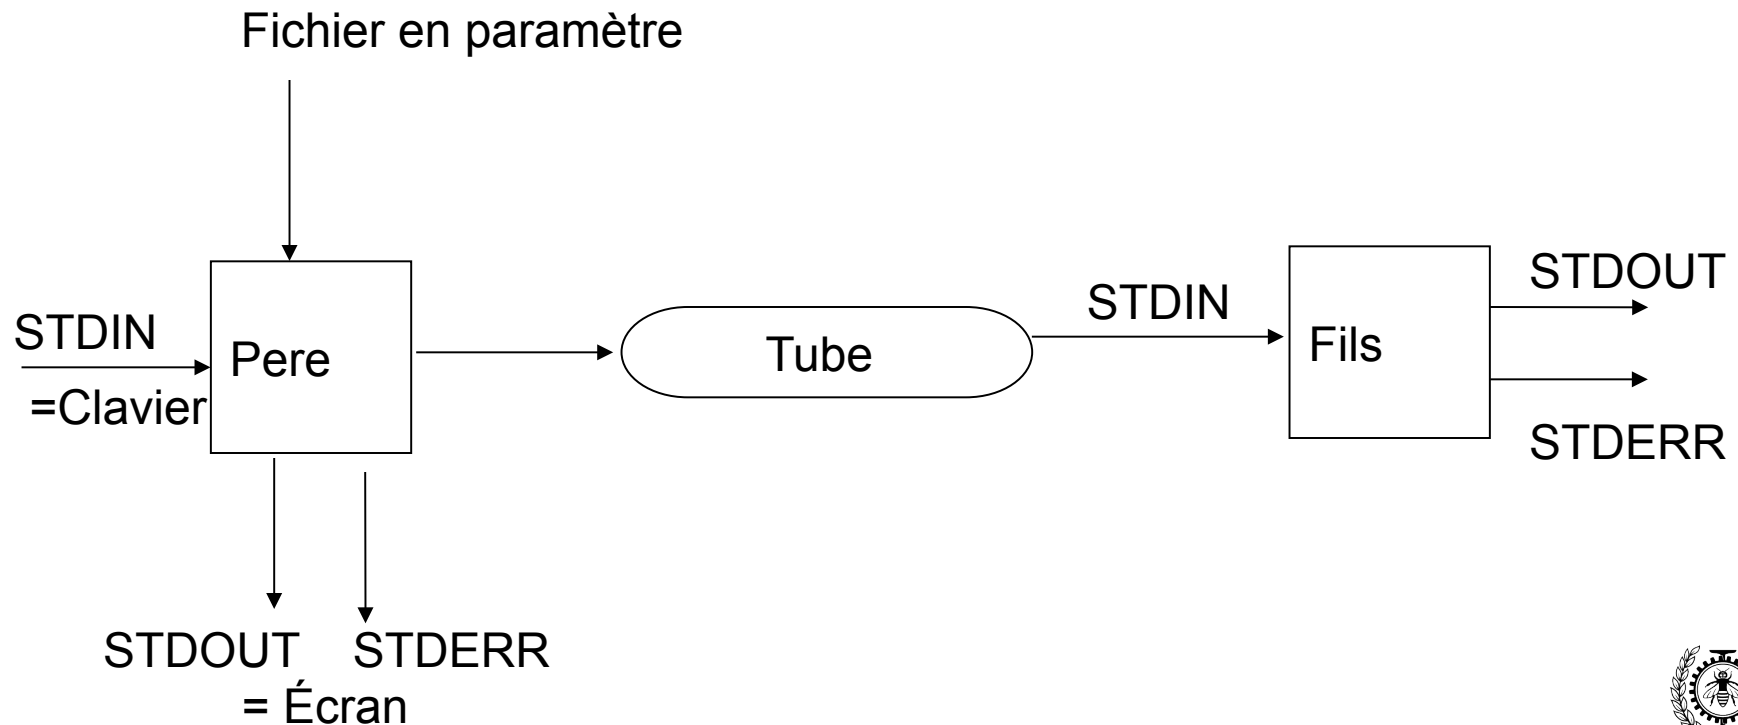 Fichier en paramètre
STDIN
=Clavier
Pere
Tube
STDIN
Fils
STDOUT
STDERR
STDOUT
STDERR
= Écran